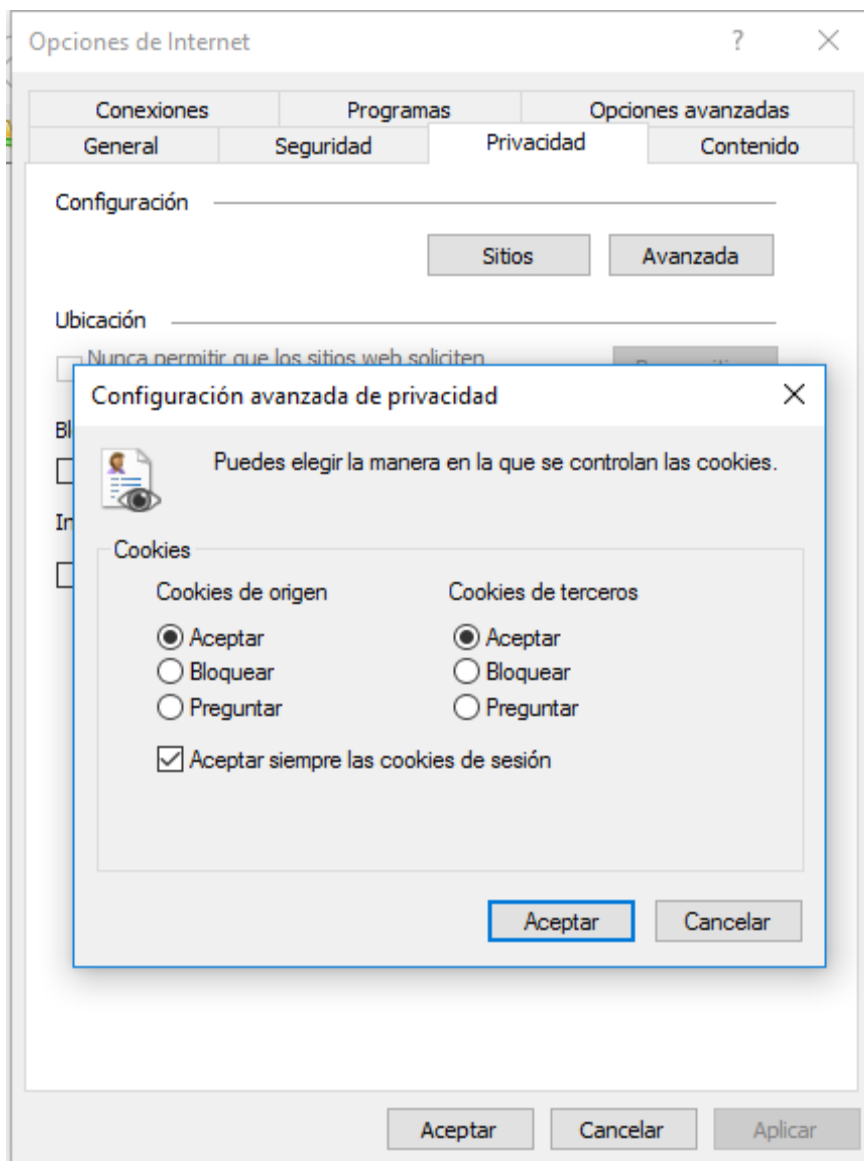 Opciones de Internet
Conexiones Programas Opciones avanzadas
General Seguridad Privacidad Contenido
Configuración
Sitios Avanzada
Ubicación
Nunca permitir que los sitios web soliciten
Configuración avanzada de privacidad
Puedes elegir la manera en la que se controlan las cookies.
Cookies
Cookies de origen Cookies de terceros
Aceptar Aceptar
Bloquear Bloquear
Preguntar Preguntar
Aceptar siempre las cookies de sesión
Aceptar Cancelar
Aceptar Cancelar Aplicar